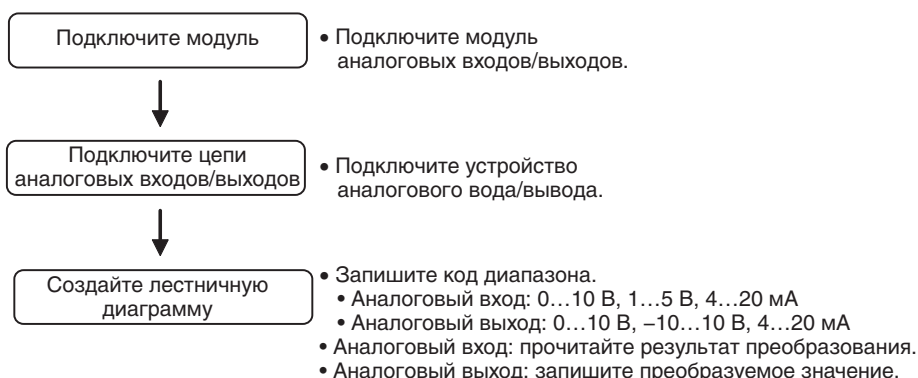 Подключите модуль
• Подключите модуль
аналоговых входов/выходов.
Подключите цепи
аналоговых входов/выходов
• Подключите устройство
аналогового вода/вывода.
Создайте лестничную
диаграмму
• Запишите код диапазона.
• Аналоговый вход: 0…10 В, 1…5 В, 4…20 мА
• Аналоговый выход: 0…10 В, −10…10 В, 4…20 мА
• Аналоговый вход: прочитайте результат преобразования.
• Аналоговый выход: запишите преобразуемое значение.